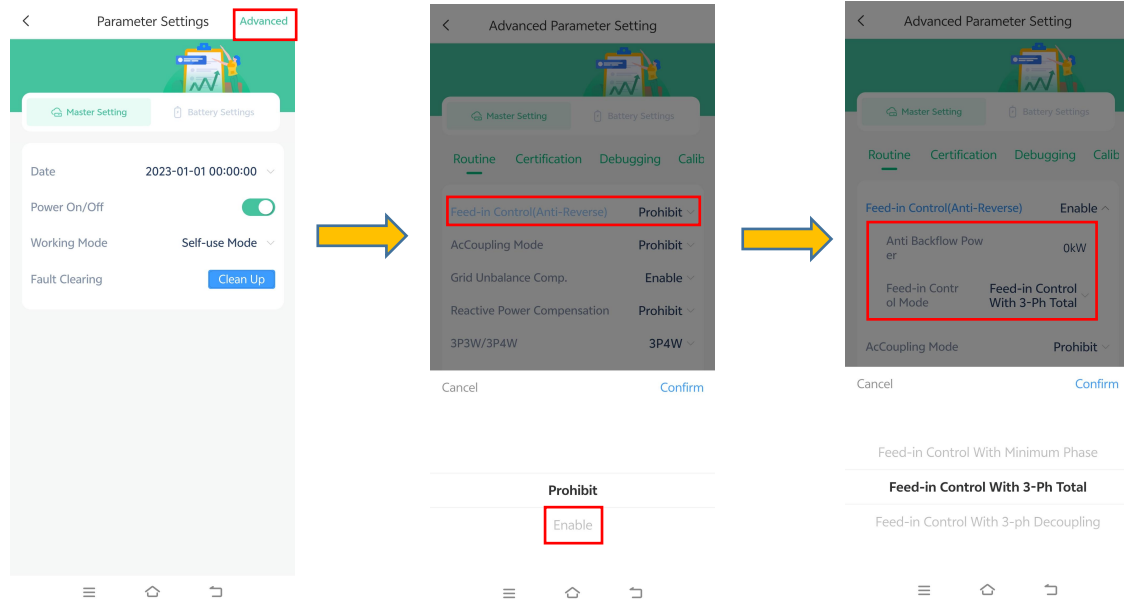 Parameter Settings Advanced
Master Setting Battery Settings
Date 2023-01-01 00:00:00
Power On/Off
Working Mode Self-use Mode
Fault Clearing Clean Up
Advanced Parameter Setting
Master Setting Battery Settings
Routine Certification Debugging Calib
Feed-in Control(Anti-Reverse) Prohibit
AcCoupling Mode Prohibit
Grid Unbalance Comp. Enable
Reactive Power Compensation Prohibit
3P3W/3P4W 3P4W
Cancel Confirm
Prohibit
Enable
Advanced Parameter Setting
Master Setting Battery Settings
Routine Certification Debugging Calib
Feed-in Control(Anti-Reverse) Enable
Anti Backflow Pow
er 0kW
Feed-in Contr Feed-in Control
ol Mode With 3-Ph Total
AcCoupling Mode Prohibit
Cancel Confirm
Feed-in Control With Minimum Phase
Feed-in Control With 3-Ph Total
Feed-in Control With 3-ph Decoupling